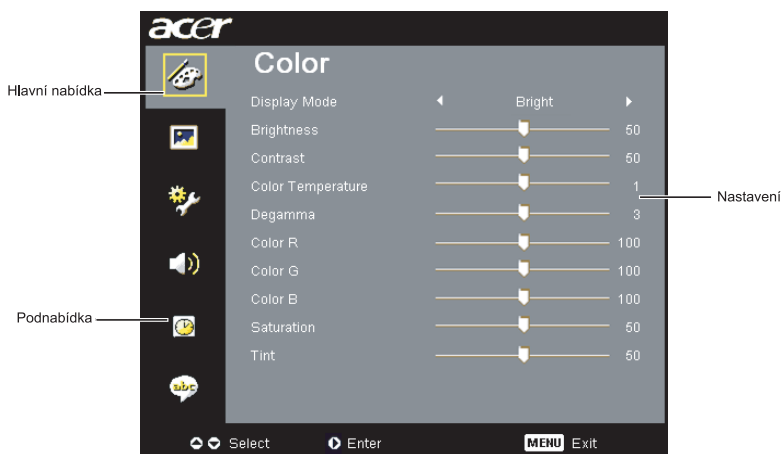 acer
Color
Hlavní nabídka
Display Mode Bright
Brightness 50
Contrast 50
Color Temperature 1
Nastavení
Degamma 3
Color R 100
Color G 100
Color B 100
Podnabídka
Saturation 50
Tint 50
abc
Select Enter MENU Exit